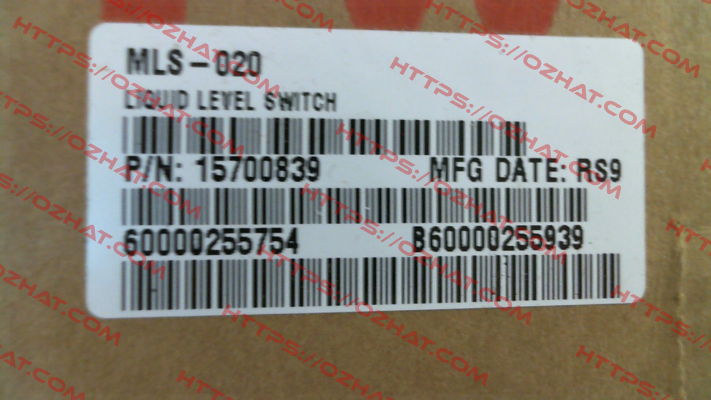 MLS-020
LIQUID LEVEL SWITCH
P/N: 15700839 MFG DATE: RS9
60000255754 B60000255939
HTTPS://OZHAT.COM